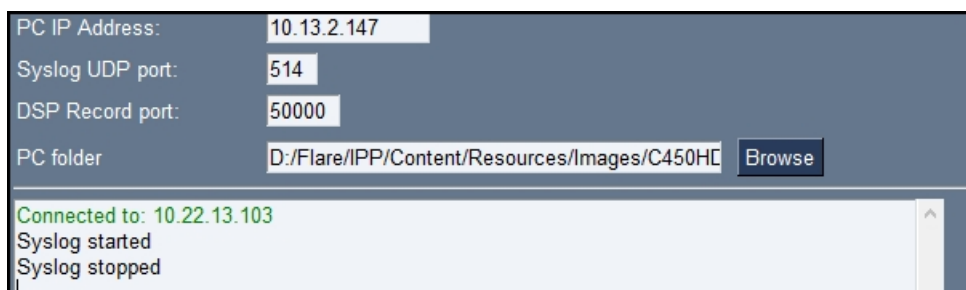 PC IP Address: 10.13.2.147
Syslog UDP port: 514
DSP Record port: 50000
PC folder D:/Flare/IPP/Content/Resources/Images/C450HD Browse
Connected to: 10.22.13.103
Syslog started
Syslog stopped